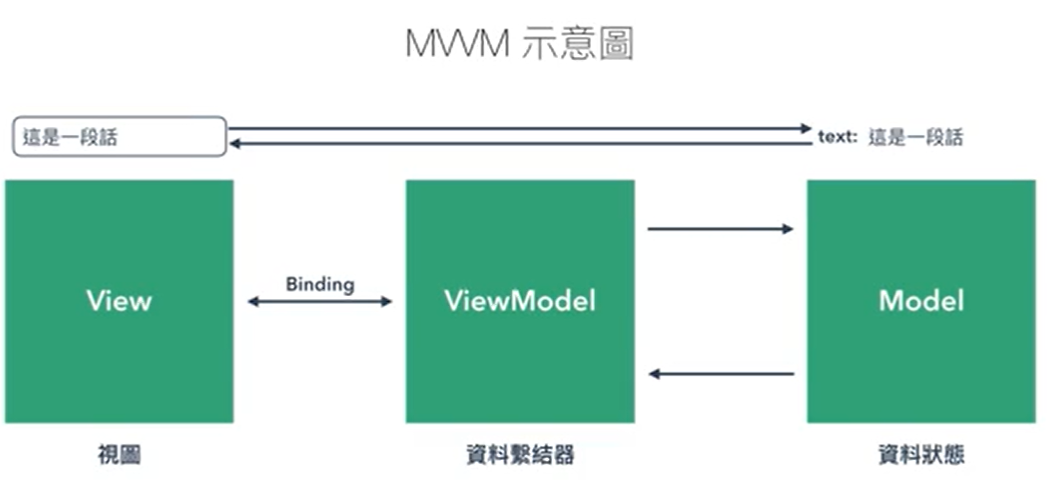 MVVM 示意圖
這是一段話
text: 這是一段話
View
Binding
ViewModel
Model
視圖
資料繫結器
資料狀態